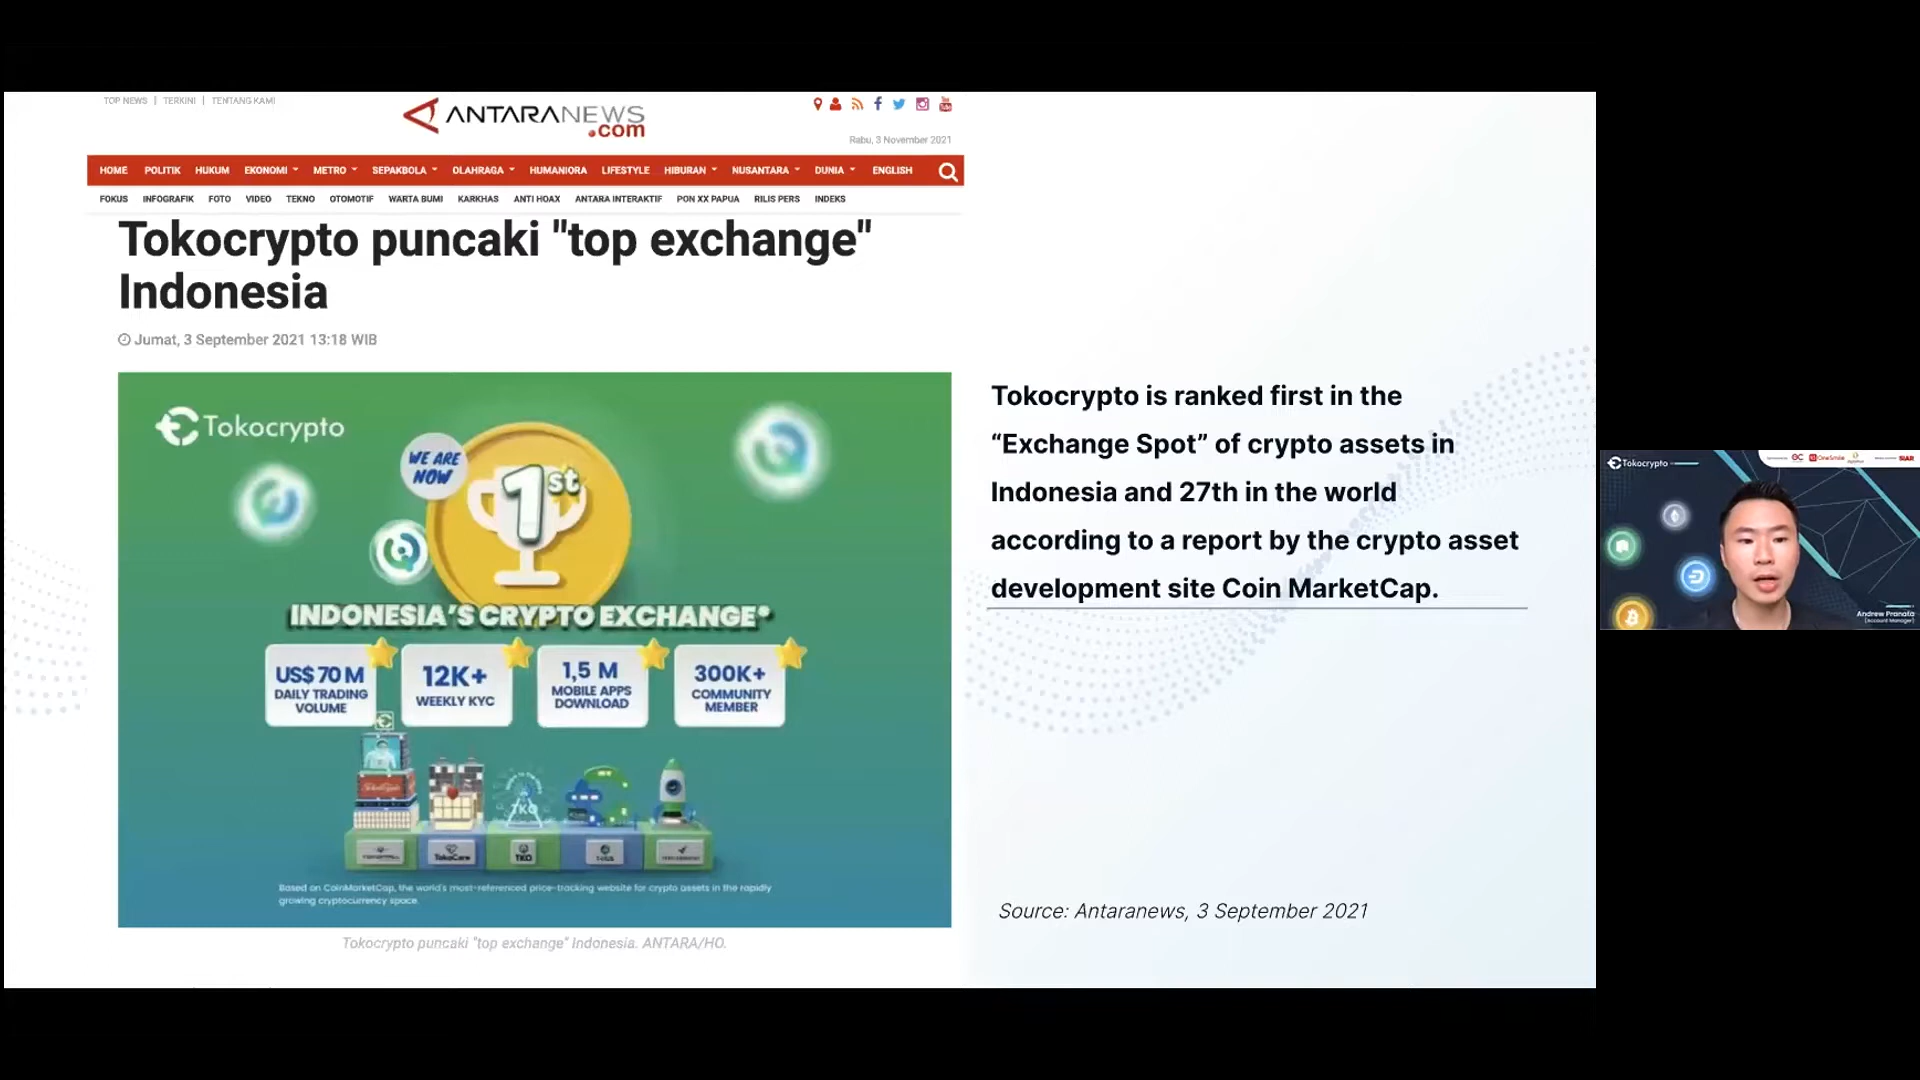 TOP NEWS | TERKINI | TENTANG KAMI
ANTARANEWS
.com
Rabu, 3 November 2021
HOME POLITIK HUKUM EKONOMI METRO SEPAKBOLA OLAHRAGA HUMANIORA LIFESTYLE HIBURAN NUSANTARA DUNIA ENGLISH
FOKUS INFOGRAFIK FOTO VIDEO TEKNO OTOMOTIF WARTA BUMI KARKHAS ANTI HOAX ANTARA INTERAKTIF PON XX PAPUA RILIS PERS INDEKS
Tokocrypto puncaki "top exchange"
Indonesia
Jumat, 3 September 2021 13:18 WIB
Tokocrypto
WE ARE
NOW
1st
INDONESIA'S CRYPTO EXCHANGE*
US$ 70 M
DAILY TRADING
VOLUME
12K+
WEEKLY KYC
1,5 M
MOBILE APPS
DOWNLOAD
300K+
COMMUNITY
MEMBER
TKO
TokoCare
TKO
Based on CoinMarketCap, the world's most-referenced price-tracking website for crypto assets in the rapidly
growing cryptocurrency space.
Tokocrypto puncaki "top exchange" Indonesia. ANTARA/HO.
Tokocrypto is ranked first in the
“Exchange Spot” of crypto assets in
Indonesia and 27th in the world
according to a report by the crypto asset
development site Coin MarketCap.
Source: Antaranews, 3 September 2021
Tokocrypto
OneSmile
SIAR
Andrew Pranata
(Account Manager)